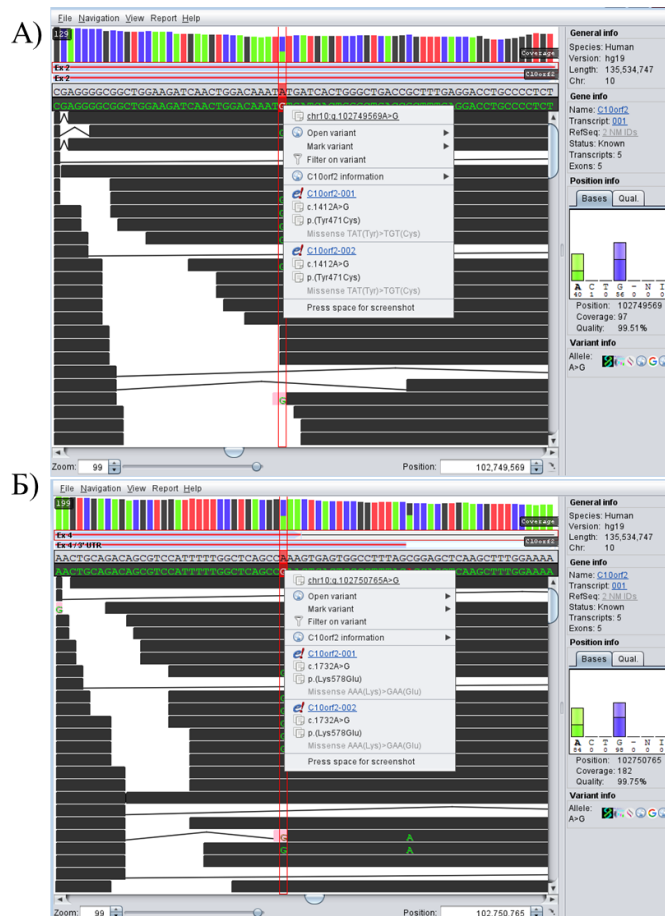 А)
File Navigation View Report Help
129
Coverage
Ex 2
C10orf2
Ex 2
CGAGGGGCGGCTGGAAGATCAACTGGACAAATATGATCACTGGGCTGACCGCTTTGAGGACCTGCCCCTCT
chr10:g.102749569A>G
Open variant
Mark variant
Filter on variant
C10orf2 information
C10orf2-001
c.1412A>G
p.(Tyr471Cys)
Missense TAT(Tyr)>TGT(Cys)
C10orf2-002
c.1412A>G
p.(Tyr471Cys)
Missense TAT(Tyr)>TGT(Cys)
Press space for screenshot
G
Zoom: 99
Position: 102,749,569
General info
Species: Human
Version: hg19
Length: 135,534,747
Chr: 10
Gene info
Name: C10orf2
Transcript: 001
RefSeq: 2 NM IDs
Status: Known
Transcripts: 5
Exons: 5
Position info
Bases Qual.
A C T G - N I
40 1 0 56 0 0 0
Position: 102749569
Coverage: 97
Quality: 99.51%
Variant info
Allele:
A>G
Б)
File Navigation View Report Help
199
Coverage
Ex 4
C10orf2
Ex 4 / 3' UTR
AACTGCAGACAGCGTCCATTTTTGGCTCAGCCAAAGTGAGTGGCCTTTAGCGGAGCTCAAGCTTTGGAAAA
G
chr10:g.102750765A>G
Open variant
Mark variant
Filter on variant
C10orf2 information
C10orf2-001
c.1732A>G
p.(Lys578Glu)
Missense AAA(Lys)>GAA(Glu)
C10orf2-002
c.1732A>G
p.(Lys578Glu)
Missense AAA(Lys)>GAA(Glu)
Press space for screenshot
G A
G A
Zoom: 99
Position: 102,750,765
General info
Species: Human
Version: hg19
Length: 135,534,747
Chr: 10
Gene info
Name: C10orf2
Transcript: 001
RefSeq: 2 NM IDs
Status: Known
Transcripts: 5
Exons: 5
Position info
Bases Qual.
A C T G - N I
84 0 0 98 0 0 0
Position: 102750765
Coverage: 182
Quality: 99.75%
Variant info
Allele:
A>G